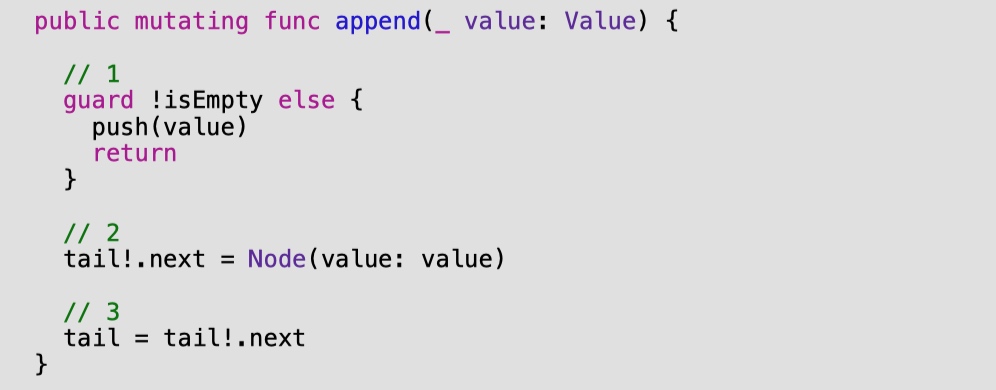 public mutating func append(_ value: Value) {
// 1
guard !isEmpty else {
push(value)
return
}
// 2
tail!.next = Node(value: value)
// 3
tail = tail!.next
}